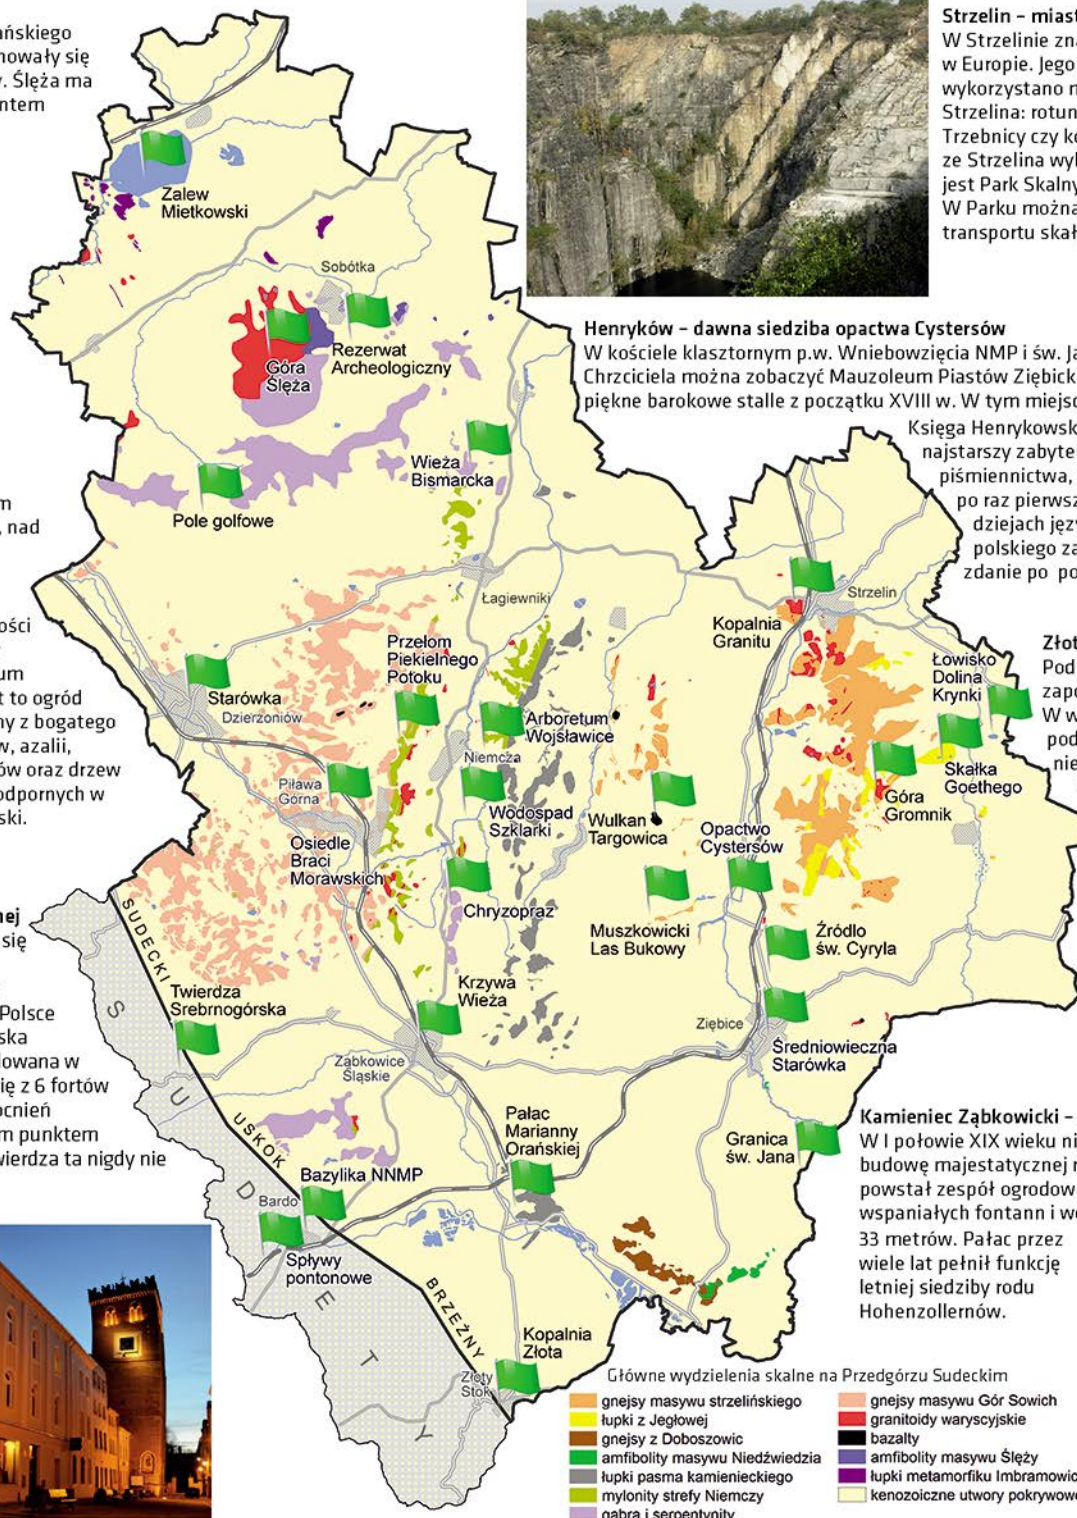 ańskiego
nowały się
y. Ślęża ma
ntem
m
, nad
ości
um
t to ogród
ny z bogatego
w, azalii,
ów oraz drzew
odpornych w
ski.
nej
się
Polsce
ska
dowana w
ię z 6 fortów
ocnień
m punktem
wierdza ta nigdy nie
Strzelin – miast
W Strzelinie zna
w Europie. Jego
wykorzystano n
Strzelina: rotun
Trzebnicy czy ko
ze Strzelina wyk
jest Park Skalny
W Parku można
transportu skał
Henryków – dawna siedziba opactwa Cystersów
W kościele klasztornym p.w. Wniebowzięcia NMP i św. Ja
Chrzciciela można zobaczyć Mauzoleum Piastów Ziębick
piękne barokowe stalle z początku XVIII w. W tym miejsc
Księga Henrykowsk
najstarszy zabyte
piśmiennictwa,
po raz pierwsz
dziejach języ
polskiego za
zdanie po po
Złot
Pod
zapo
W w
pod
nie
Kamieniec Ząbkowicki –
W I połowie XIX wieku ni
budowę majestatycznej r
powstał zespół ogrodow
wspaniałych fontann i wo
33 metrów. Pałac przez
wiele lat pełnił funkcję
letniej siedziby rodu
Hohenzollernów.
Zalew
Mietkowski
Sobótka
Rezerwat
Archeologiczny
Góra
Ślęża
Wieża
Bismarcka
Pole golfowe
Łagiewniki
Kopalnia
Granitu
Strzelin
Przełom
Piekielnego
Potoku
Łowisko
Dolina
Krynki
Starówka
Dzierżoniów
Arboretum
Wojsławice
Niemcza
Skałka
Goethego
Piława
Górna
Góra
Gromnik
Wodospad
Szklarki
Wulkan
Targowica
Opactwo
Cystersów
Osiedle
Braci
Morawskich
Chryzopraz
Muszkowicki
Las Bukowy
Źródło
św. Cyryla
SUDECKI
USKOK
BRZEŻNY
SUDETY
Twierdza
Srebrnogórska
Krzywa
Wieża
Ziębice
Średniowieczna
Starówka
Ząbkowice
Śląskie
Pałac
Marianny
Orańskiej
Granica
św. Jana
Bazylika NNMP
Bardo
Spływy
pontonowe
Kopalnia
Złota
Złoty
Stok
Główne wydzielenia skalne na Przedgórzu Sudeckim
gnejsy masywu strzelińskiego
łupki z Jegłowej
gnejsy z Doboszowic
amfibolity masywu Niedźwiedzia
łupki pasma kamienieckiego
mylonity strefy Niemczy
gabra i serpentynity
gnejsy masywu Gór Sowich
granitoidy waryscyjskie
bazalty
amfibolity masywu Ślęży
łupki metamorfiku Imbramowic
kenozoiczne utwory pokrywowe